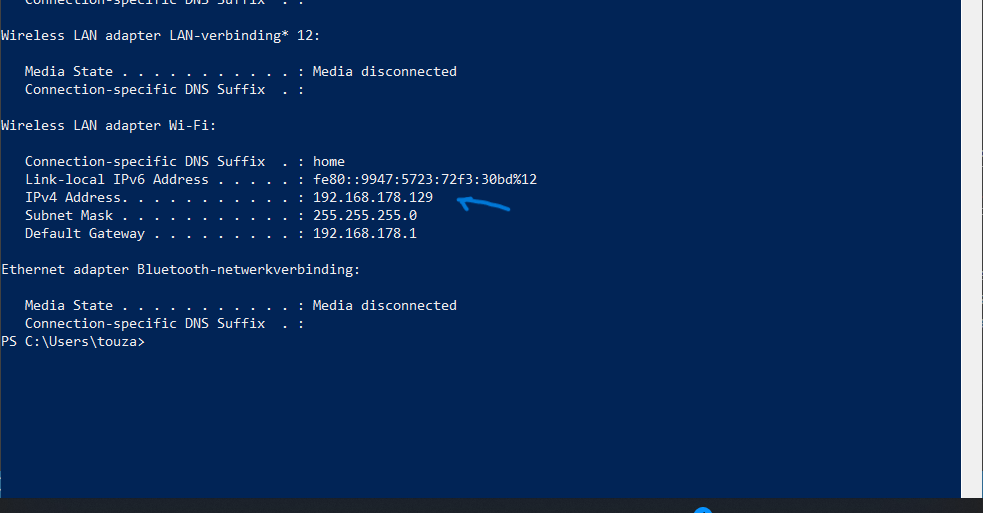 Connection-specific DNS Suffix  . :
Wireless LAN adapter LAN-verbinding* 12:
Media State . . . . . . . . . . . : Media disconnected
Connection-specific DNS Suffix  . :
Wireless LAN adapter Wi-Fi:
Connection-specific DNS Suffix  . : home
Link-local IPv6 Address . . . . . : fe80::9947:5723:72f3:30bd%12
IPv4 Address. . . . . . . . . . . : 192.168.178.129
Subnet Mask . . . . . . . . . . . : 255.255.255.0
Default Gateway . . . . . . . . . : 192.168.178.1
Ethernet adapter Bluetooth-netwerkverbinding:
Media State . . . . . . . . . . . : Media disconnected
Connection-specific DNS Suffix  . :
PS C:\Users\touza>